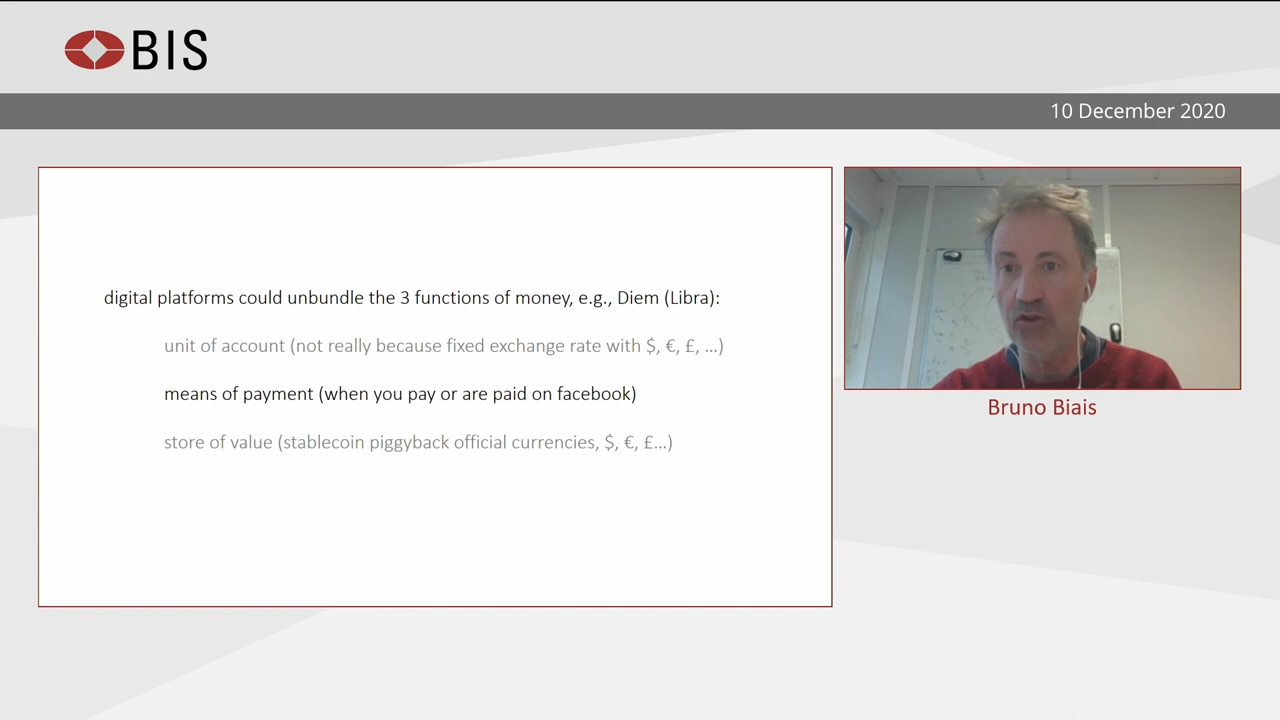 BIS
10 December 2020
digital platforms could unbundle the 3 functions of money, e.g., Diem (Libra):
unit of account (not really because fixed exchange rate with $, €, £, …)
means of payment (when you pay or are paid on facebook)
store of value (stablecoin piggyback official currencies, $, €, £…)
Bruno Biais